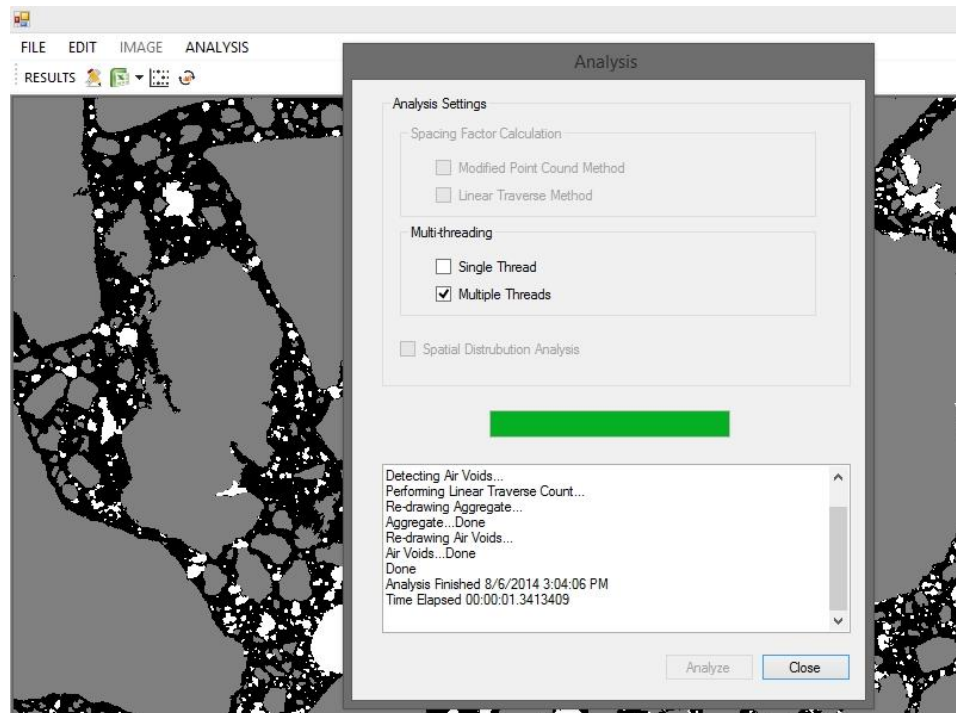 FILE EDIT IMAGE ANALYSIS
RESULTS
Analysis
Analysis Settings
Spacing Factor Calculation
Modified Point Cound Method
Linear Traverse Method
Multi-threading
Single Thread
Multiple Threads
Spatial Distrubution Analysis
Detecting Air Voids...
Performing Linear Traverse Count...
Re-drawing Aggregate...
Aggregate...Done
Re-drawing Air Voids...
Air Voids...Done
Done
Analysis Finished 8/6/2014 3:04:06 PM
Time Elapsed 00:00:01.3413409
Analyze Close